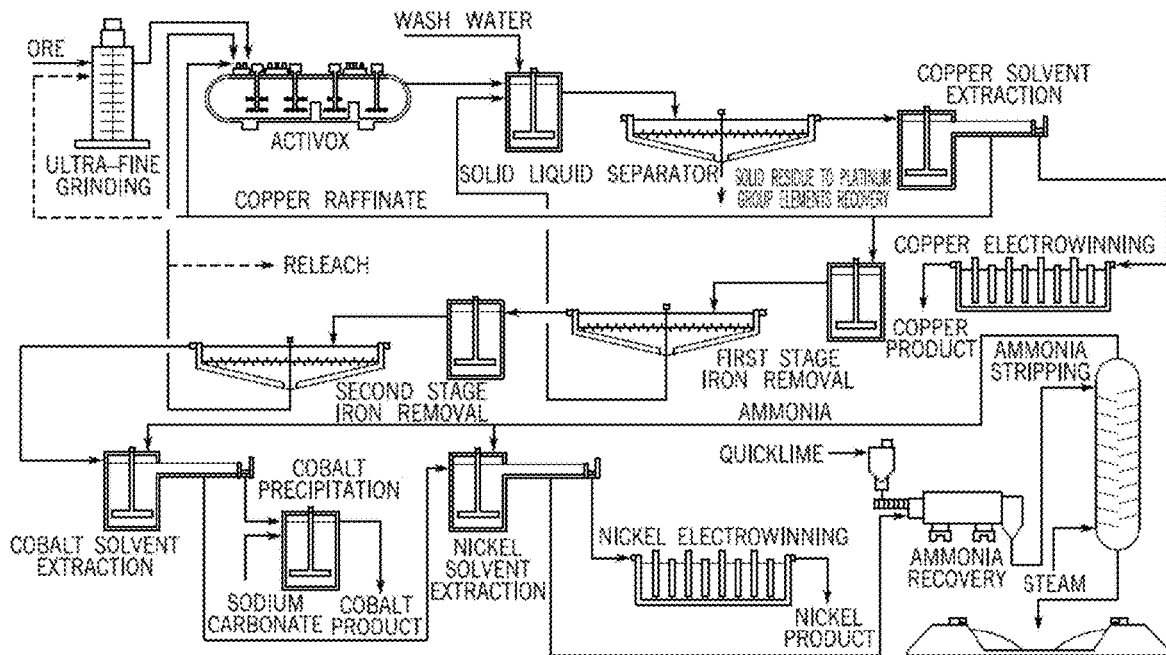 WASH WATER
ORE
COPPER SOLVENT
EXTRACTION
ACTIVOX
ULTRA-FINE
GRINDING
SOLID LIQUID SEPARATOR
SOLID RESIDUE TO PLATINUM
GROUP ELEMENTS RECOVERY
COPPER RAFFINATE
COPPER ELECTROWINNING
RELEACH
COPPER
PRODUCT
AMMONIA
STRIPPING
FIRST STAGE
IRON REMOVAL
SECOND STAGE
IRON REMOVAL
AMMONIA
QUICKLIME
COBALT
PRECIPITATION
COBALT SOLVENT
EXTRACTION
NICKEL
SOLVENT
EXTRACTION
NICKEL ELECTROWINNING
AMMONIA
RECOVERY
STEAM
SODIUM
CARBONATE
COBALT
PRODUCT
NICKEL
PRODUCT